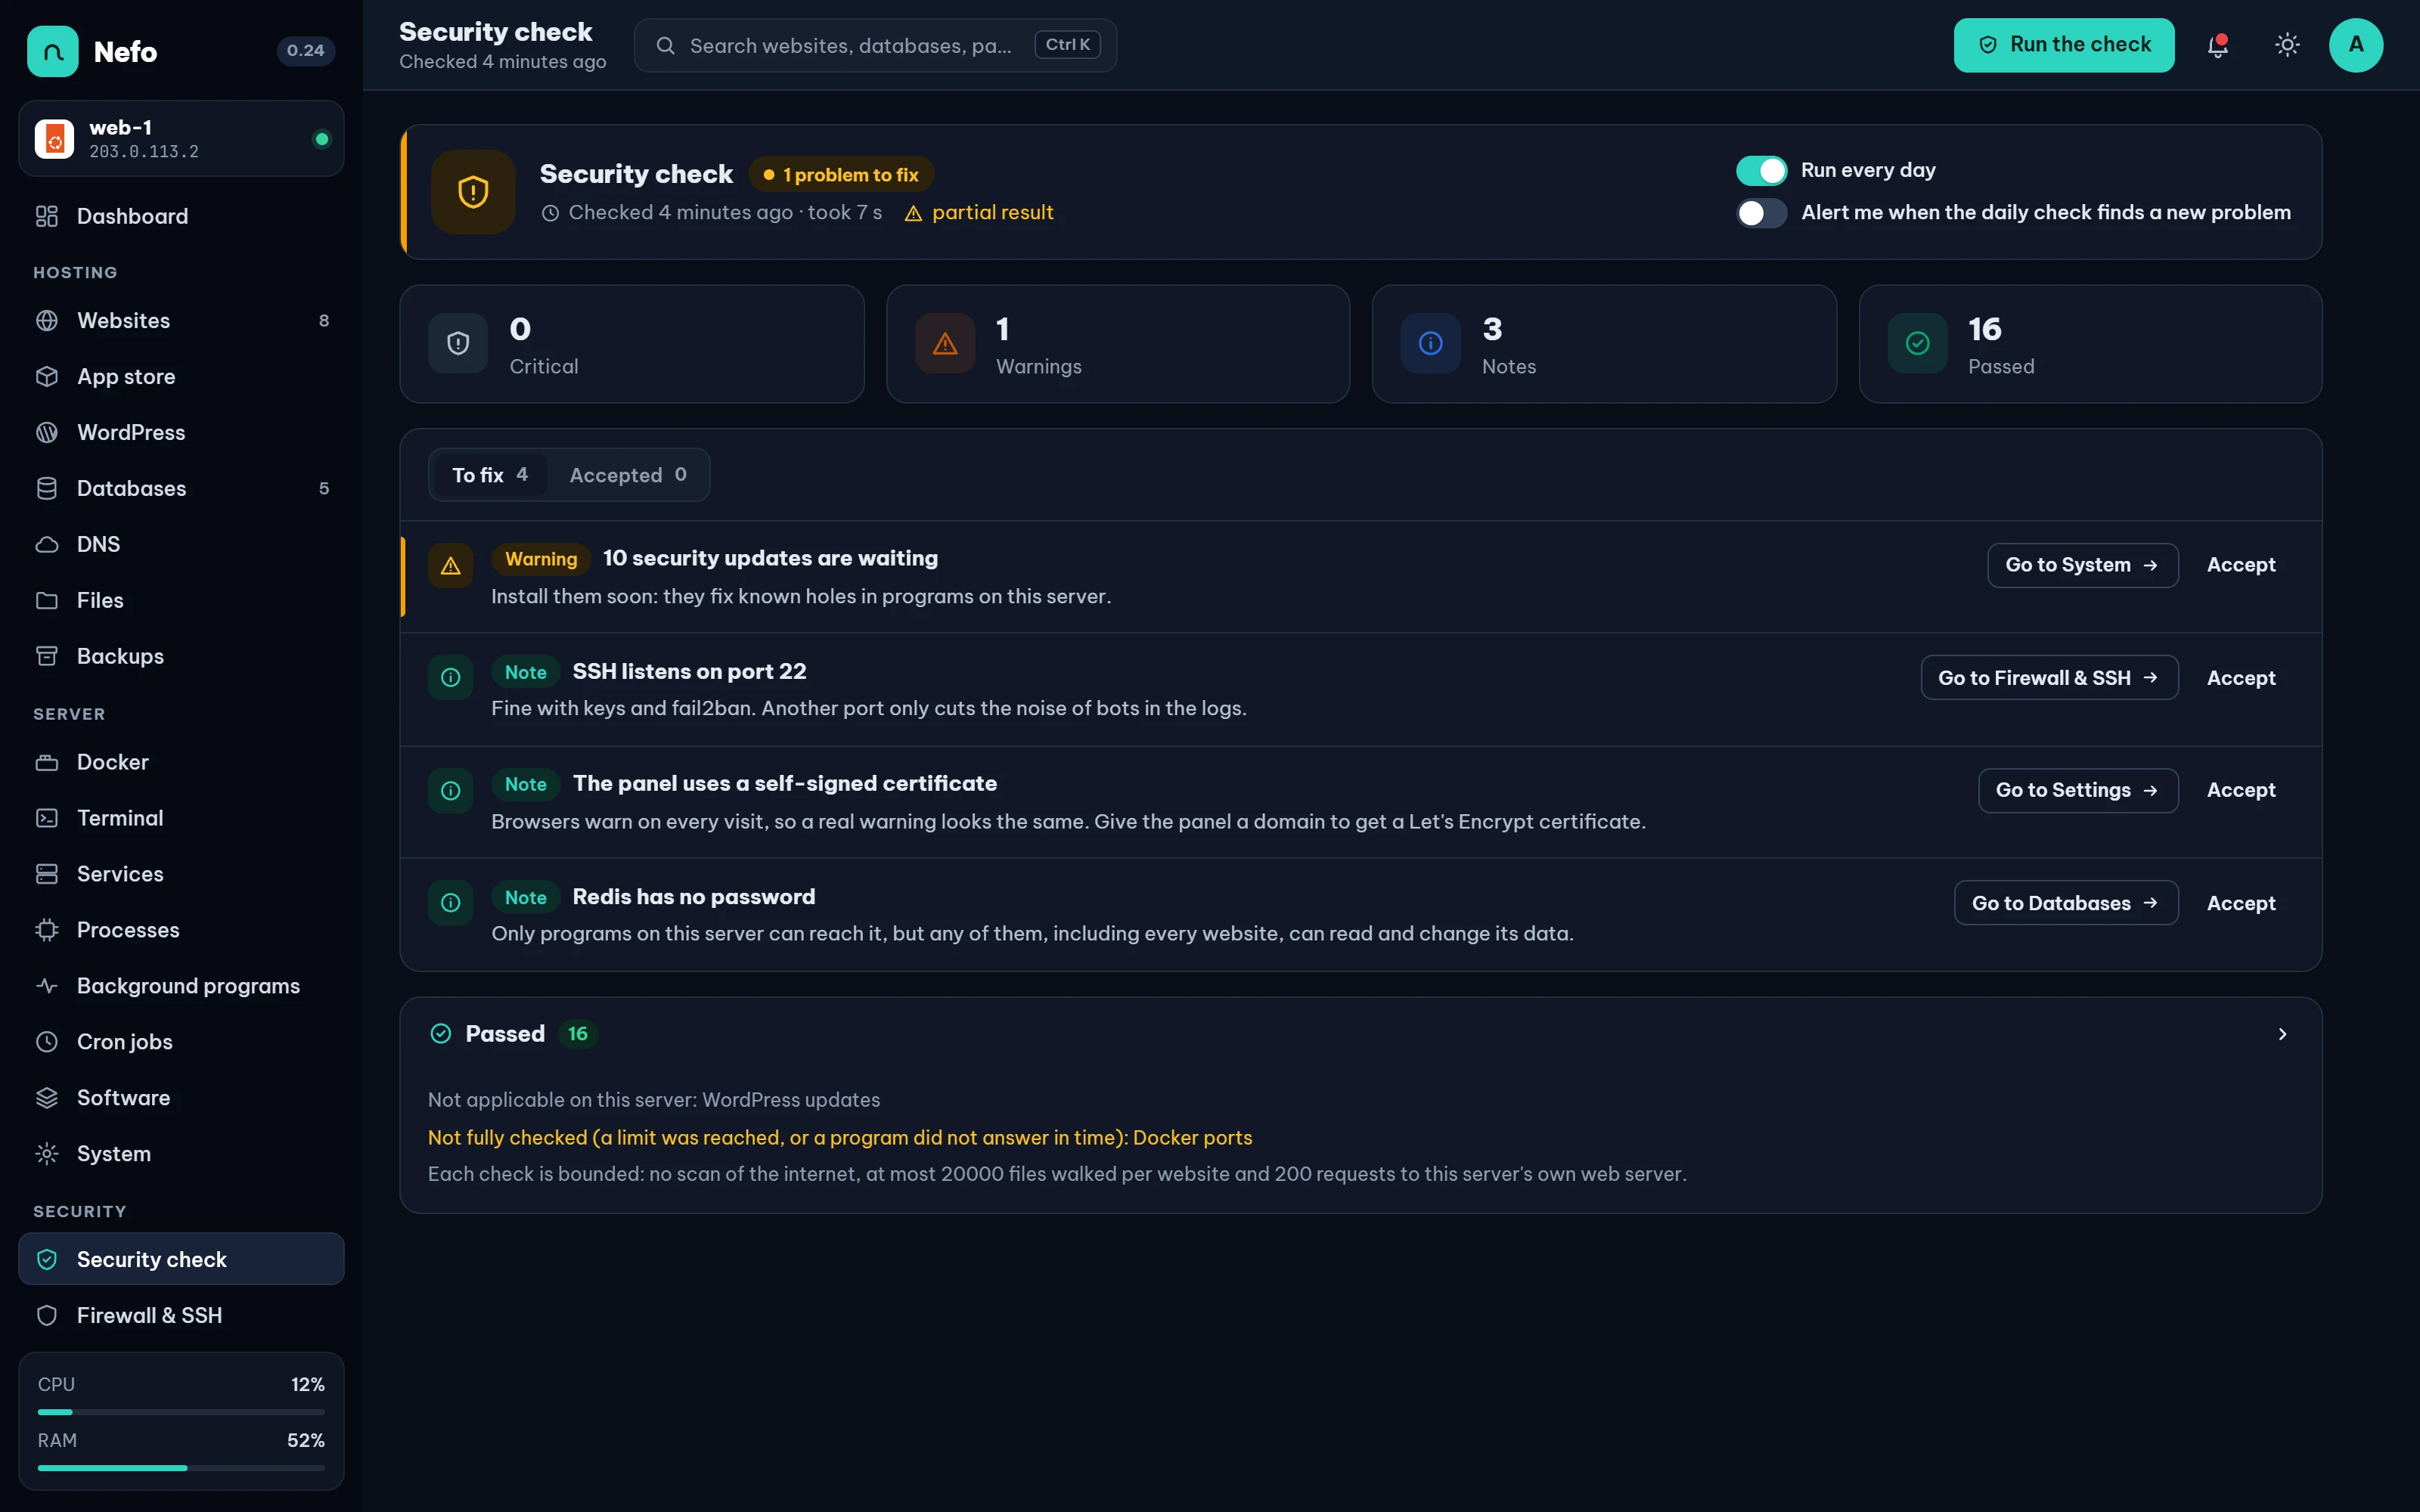 Nefo
0.24
web-1
203.0.113.2
Dashboard
HOSTING
Websites 8
App store
WordPress
Databases 5
DNS
Files
Backups
SERVER
Docker
Terminal
Services
Processes
Background programs
Cron jobs
Software
System
SECURITY
Security check
Firewall & SSH
CPU 12%
RAM 52%
Security check
Checked 4 minutes ago
Search websites, databases, pa... Ctrl K
Run the check
A
Security check 1 problem to fix
Checked 4 minutes ago · took 7 s partial result
Run every day
Alert me when the daily check finds a new problem
0
Critical
1
Warnings
3
Notes
16
Passed
To fix 4 Accepted 0
Warning 10 security updates are waiting
Install them soon: they fix known holes in programs on this server.
Go to System → Accept
Note SSH listens on port 22
Fine with keys and fail2ban. Another port only cuts the noise of bots in the logs.
Go to Firewall & SSH → Accept
Note The panel uses a self-signed certificate
Browsers warn on every visit, so a real warning looks the same. Give the panel a domain to get a Let's Encrypt certificate.
Go to Settings → Accept
Note Redis has no password
Only programs on this server can reach it, but any of them, including every website, can read and change its data.
Go to Databases → Accept
Passed 16
Not applicable on this server: WordPress updates
Not fully checked (a limit was reached, or a program did not answer in time): Docker ports
Each check is bounded: no scan of the internet, at most 20000 files walked per website and 200 requests to this server's own web server.